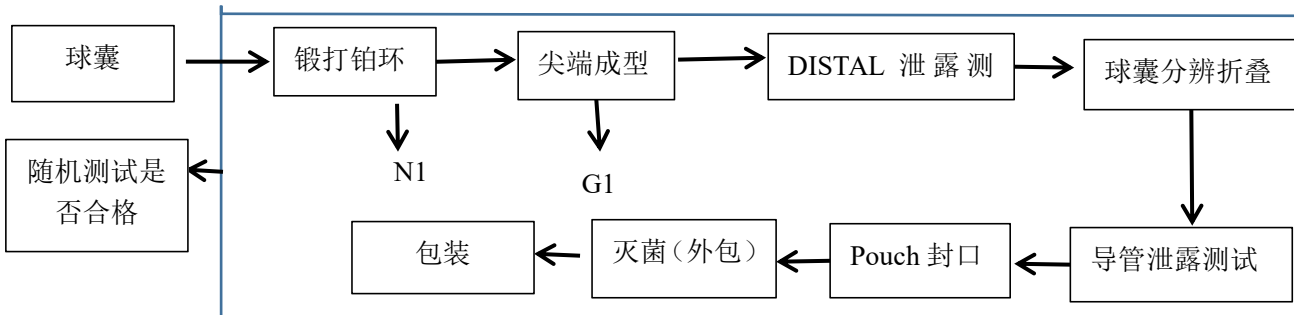 球囊
锻打铂环
尖端成型
DISTAL 泄露测
球囊分辨折叠
随机测试是
否合格
N1
G1
包装
灭菌（外包）
Pouch 封口
导管泄露测试